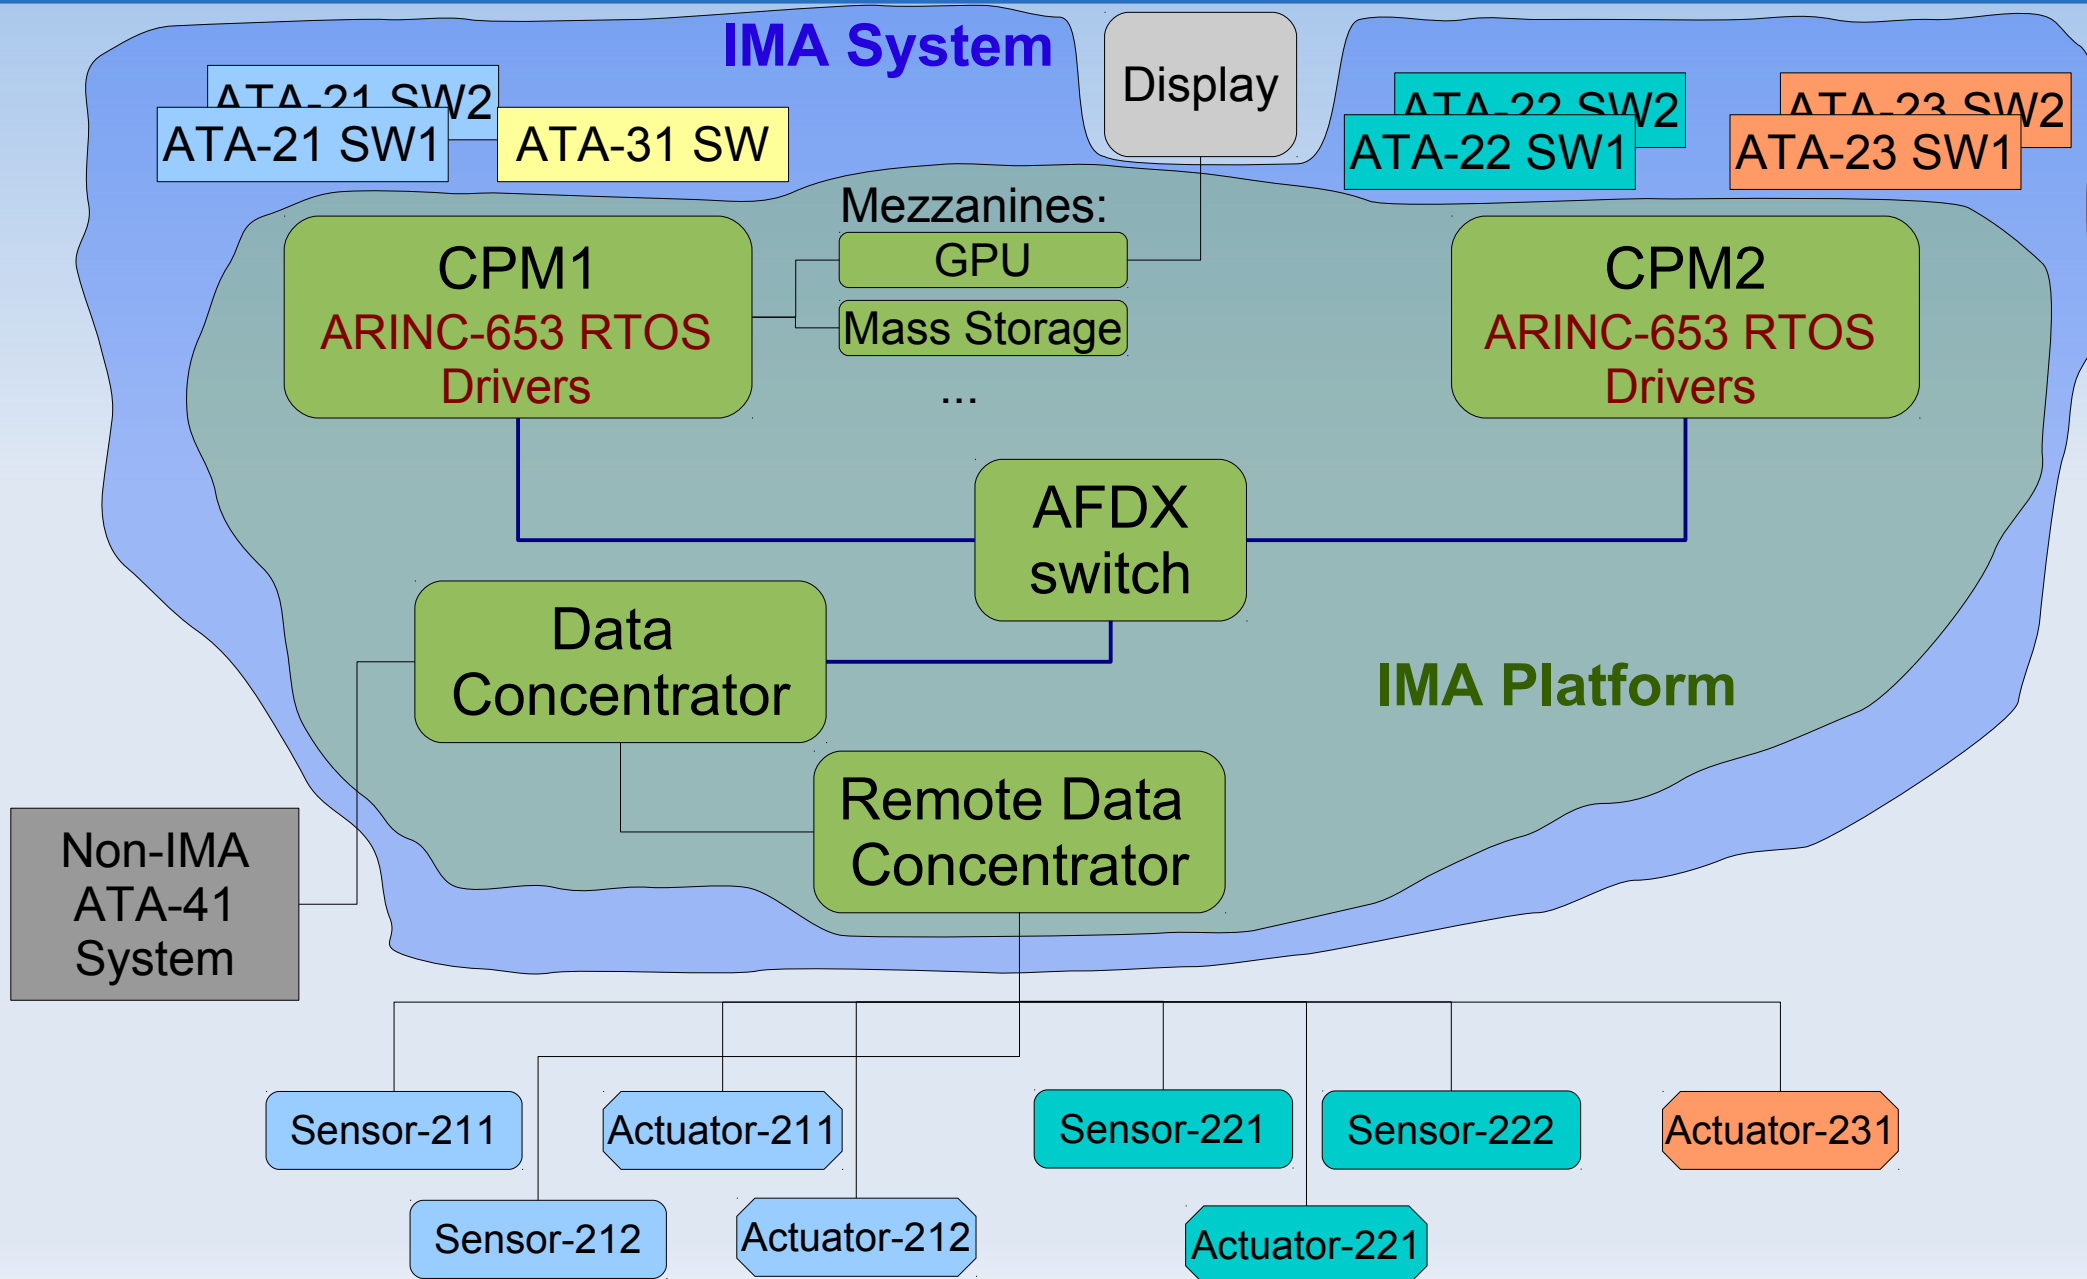 IMA System
Display
ATA-21 SW2
ATA-21 SW1
ATA-31 SW
ATA-22 SW2
ATA-22 SW1
ATA-23 SW2
ATA-23 SW1
Mezzanines:
GPU
Mass Storage
...
CPM1
ARINC-653 RTOS
Drivers
CPM2
ARINC-653 RTOS
Drivers
AFDX
switch
Data
Concentrator
IMA Platform
Remote Data
Concentrator
Non-IMA
ATA-41
System
Sensor-211
Actuator-211
Sensor-221
Sensor-222
Actuator-231
Sensor-212
Actuator-212
Actuator-221